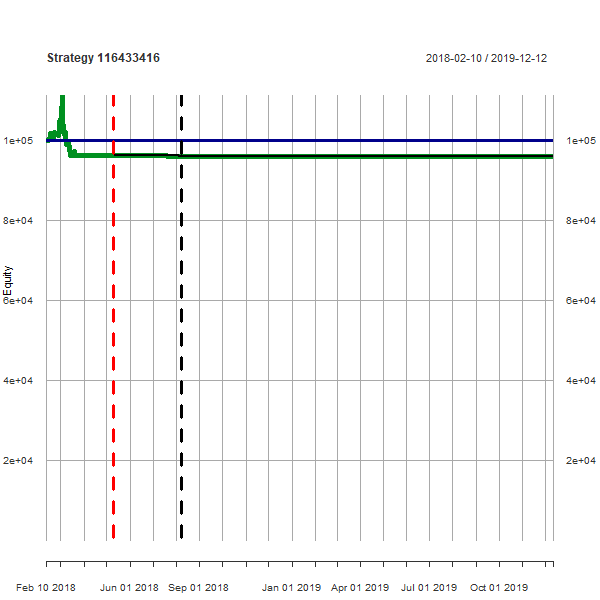 Strategy 116433416
2018-02-10 / 2019-12-12
1e+05
1e+05
8e+04
8e+04
Equity
6e+04
6e+04
4e+04
4e+04
2e+04
2e+04
Feb 10 2018
Jun 01 2018
Sep 01 2018
Jan 01 2019
Apr 01 2019
Jul 01 2019
Oct 01 2019